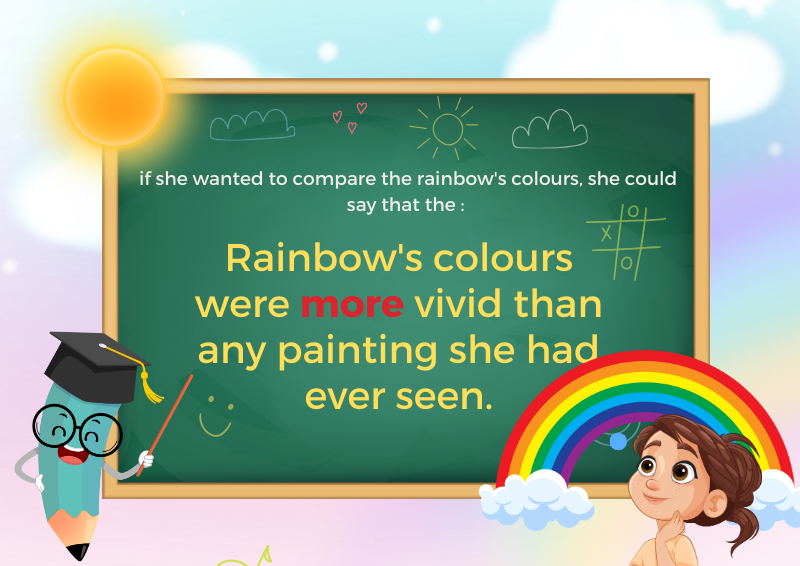 if she wanted to compare the rainbow's colours, she could
say that the :
Rainbow's colours
were more vivid than
any painting she had
ever seen.
O
X
O